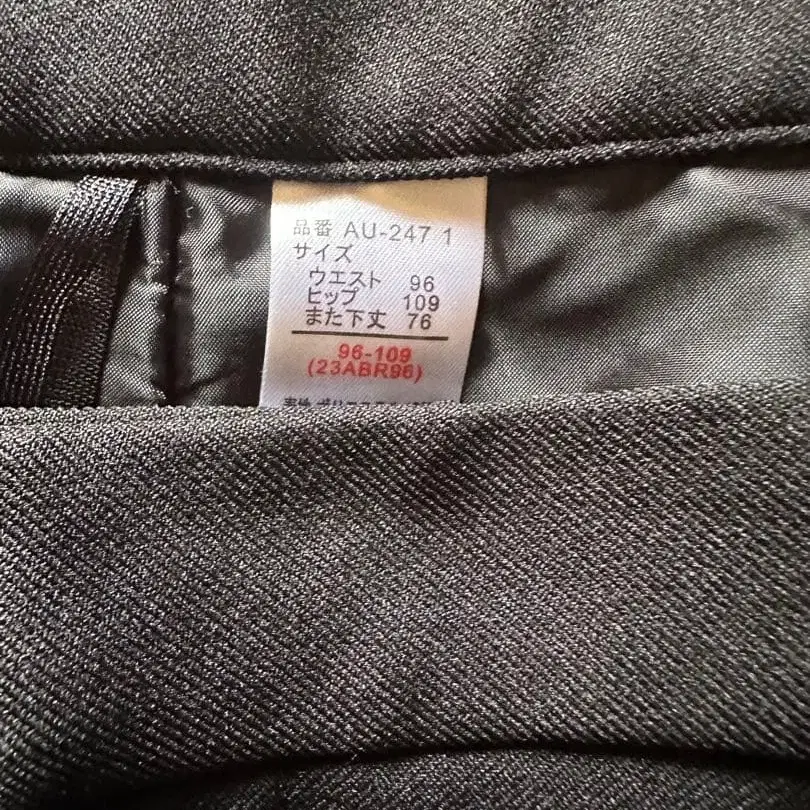 品番 AU-247 1
サイズ
ウエスト 96
ヒップ 109
また下丈 76
96-109
(23ABR96)